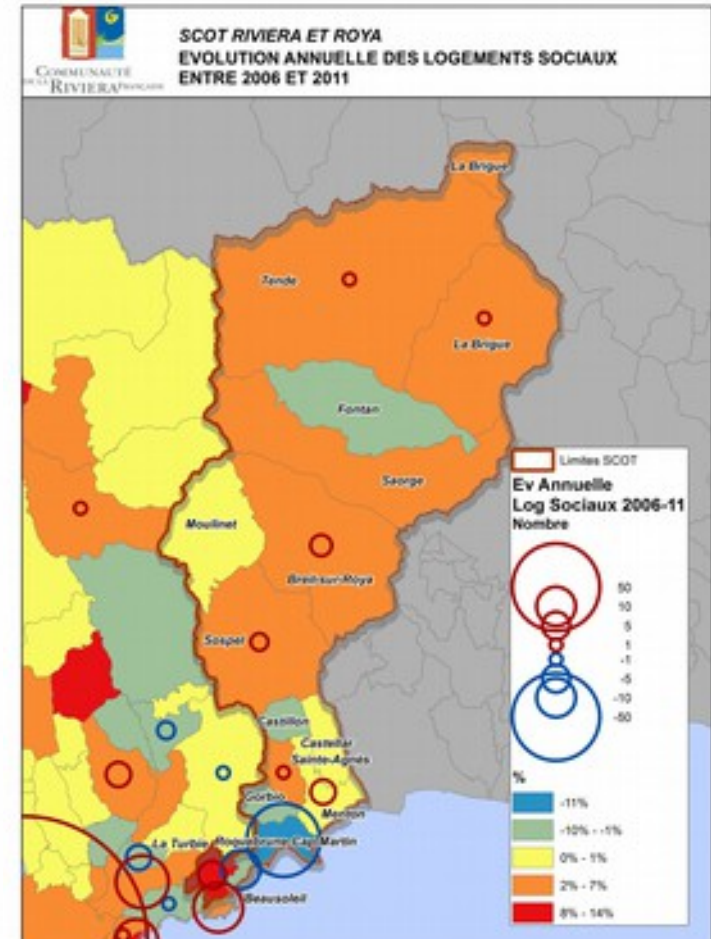 COMMUNAUTÉ
DE LA RIVIERA FRANÇAISE
SCOT RIVIERA ET ROYA
EVOLUTION ANNUELLE DES LOGEMENTS SOCIAUX
ENTRE 2006 ET 2011
La Brigue
Tende
La Brigue
Fontan
Saorge
Moulinet
Breil-sur-Roya
Sospel
Castillon
Castellar
Sainte-Agnès
Gorbio
Menton
La Turbie
Roquebrune-Cap-Martin
Beausoleil
Limites SCOT
Ev Annuelle
Log Sociaux 2006-11
Nombre
50
10
5
1
-1
-5
-10
-50
%
-11%
-10% - -1%
0% - 1%
2% - 7%
8% - 14%